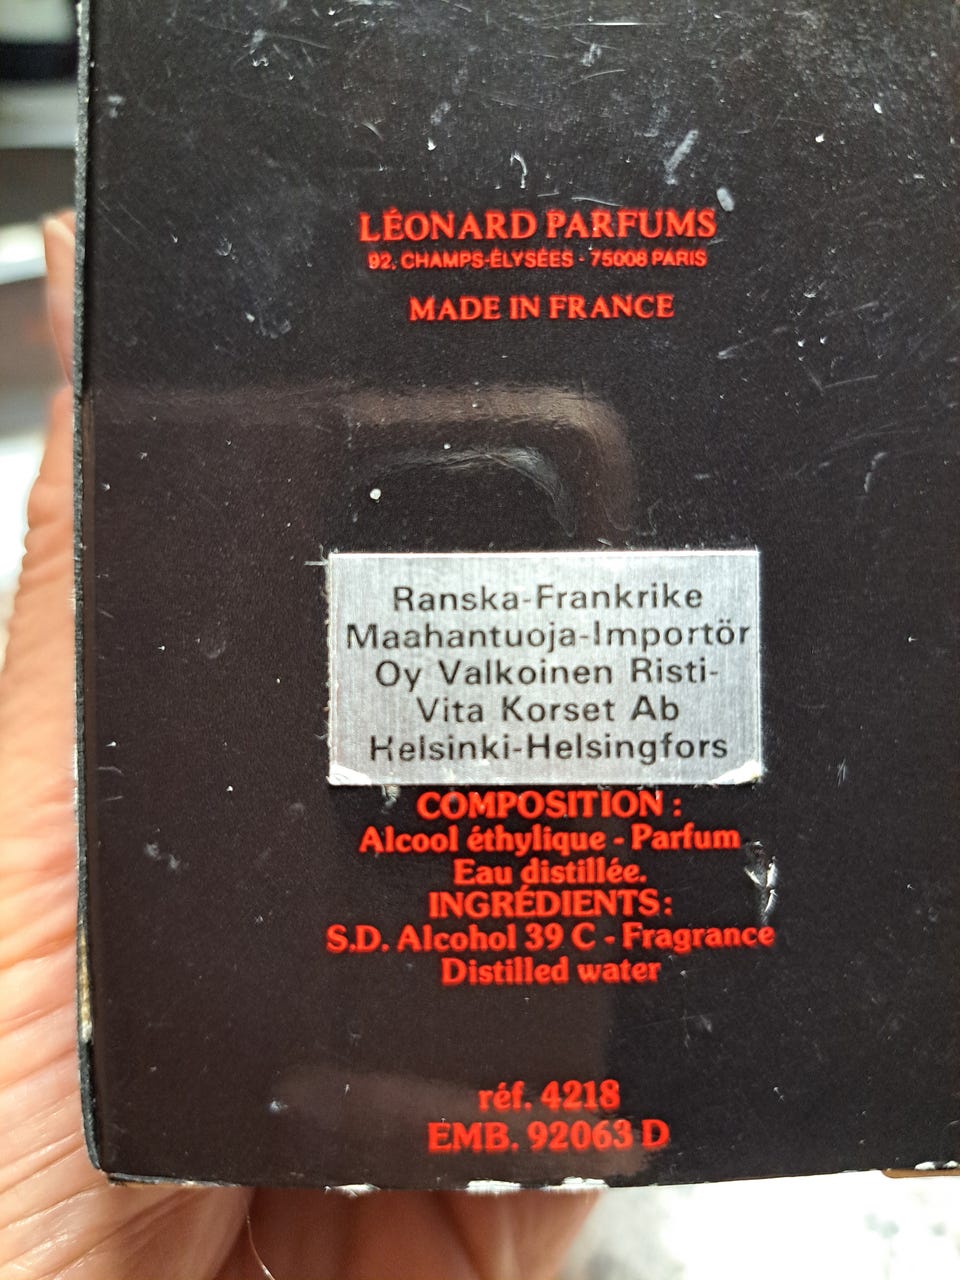 LÉONARD PARFUMS
92, CHAMPS-ÉLYSÉES - 75008 PARIS
MADE IN FRANCE
Ranska-Frankrike
Maahantuoja-Importör
Oy Valkoinen Risti-
Vita Korset Ab
Helsinki-Helsingfors
COMPOSITION :
Alcool éthylique - Parfum
Eau distillée.
INGRÉDIENTS :
S.D. Alcohol 39 C - Fragrance
Distilled water
réf. 4218
EMB. 92063 D